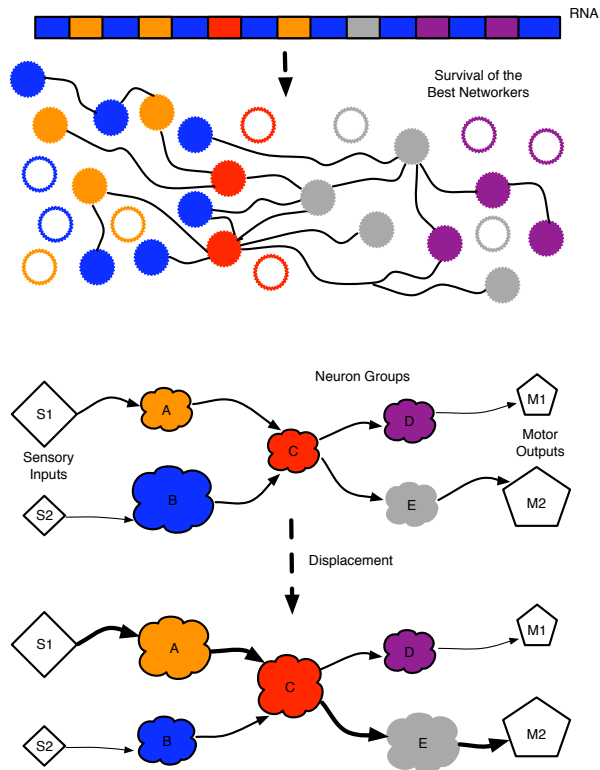 RNA
Survival of the
Best Networkers
Neuron Groups
S1
A
M1
D
Sensory
Inputs
C
Motor
Outputs
B
E
M2
S2
Displacement
S1
A
M1
D
C
S2
B
E
M2